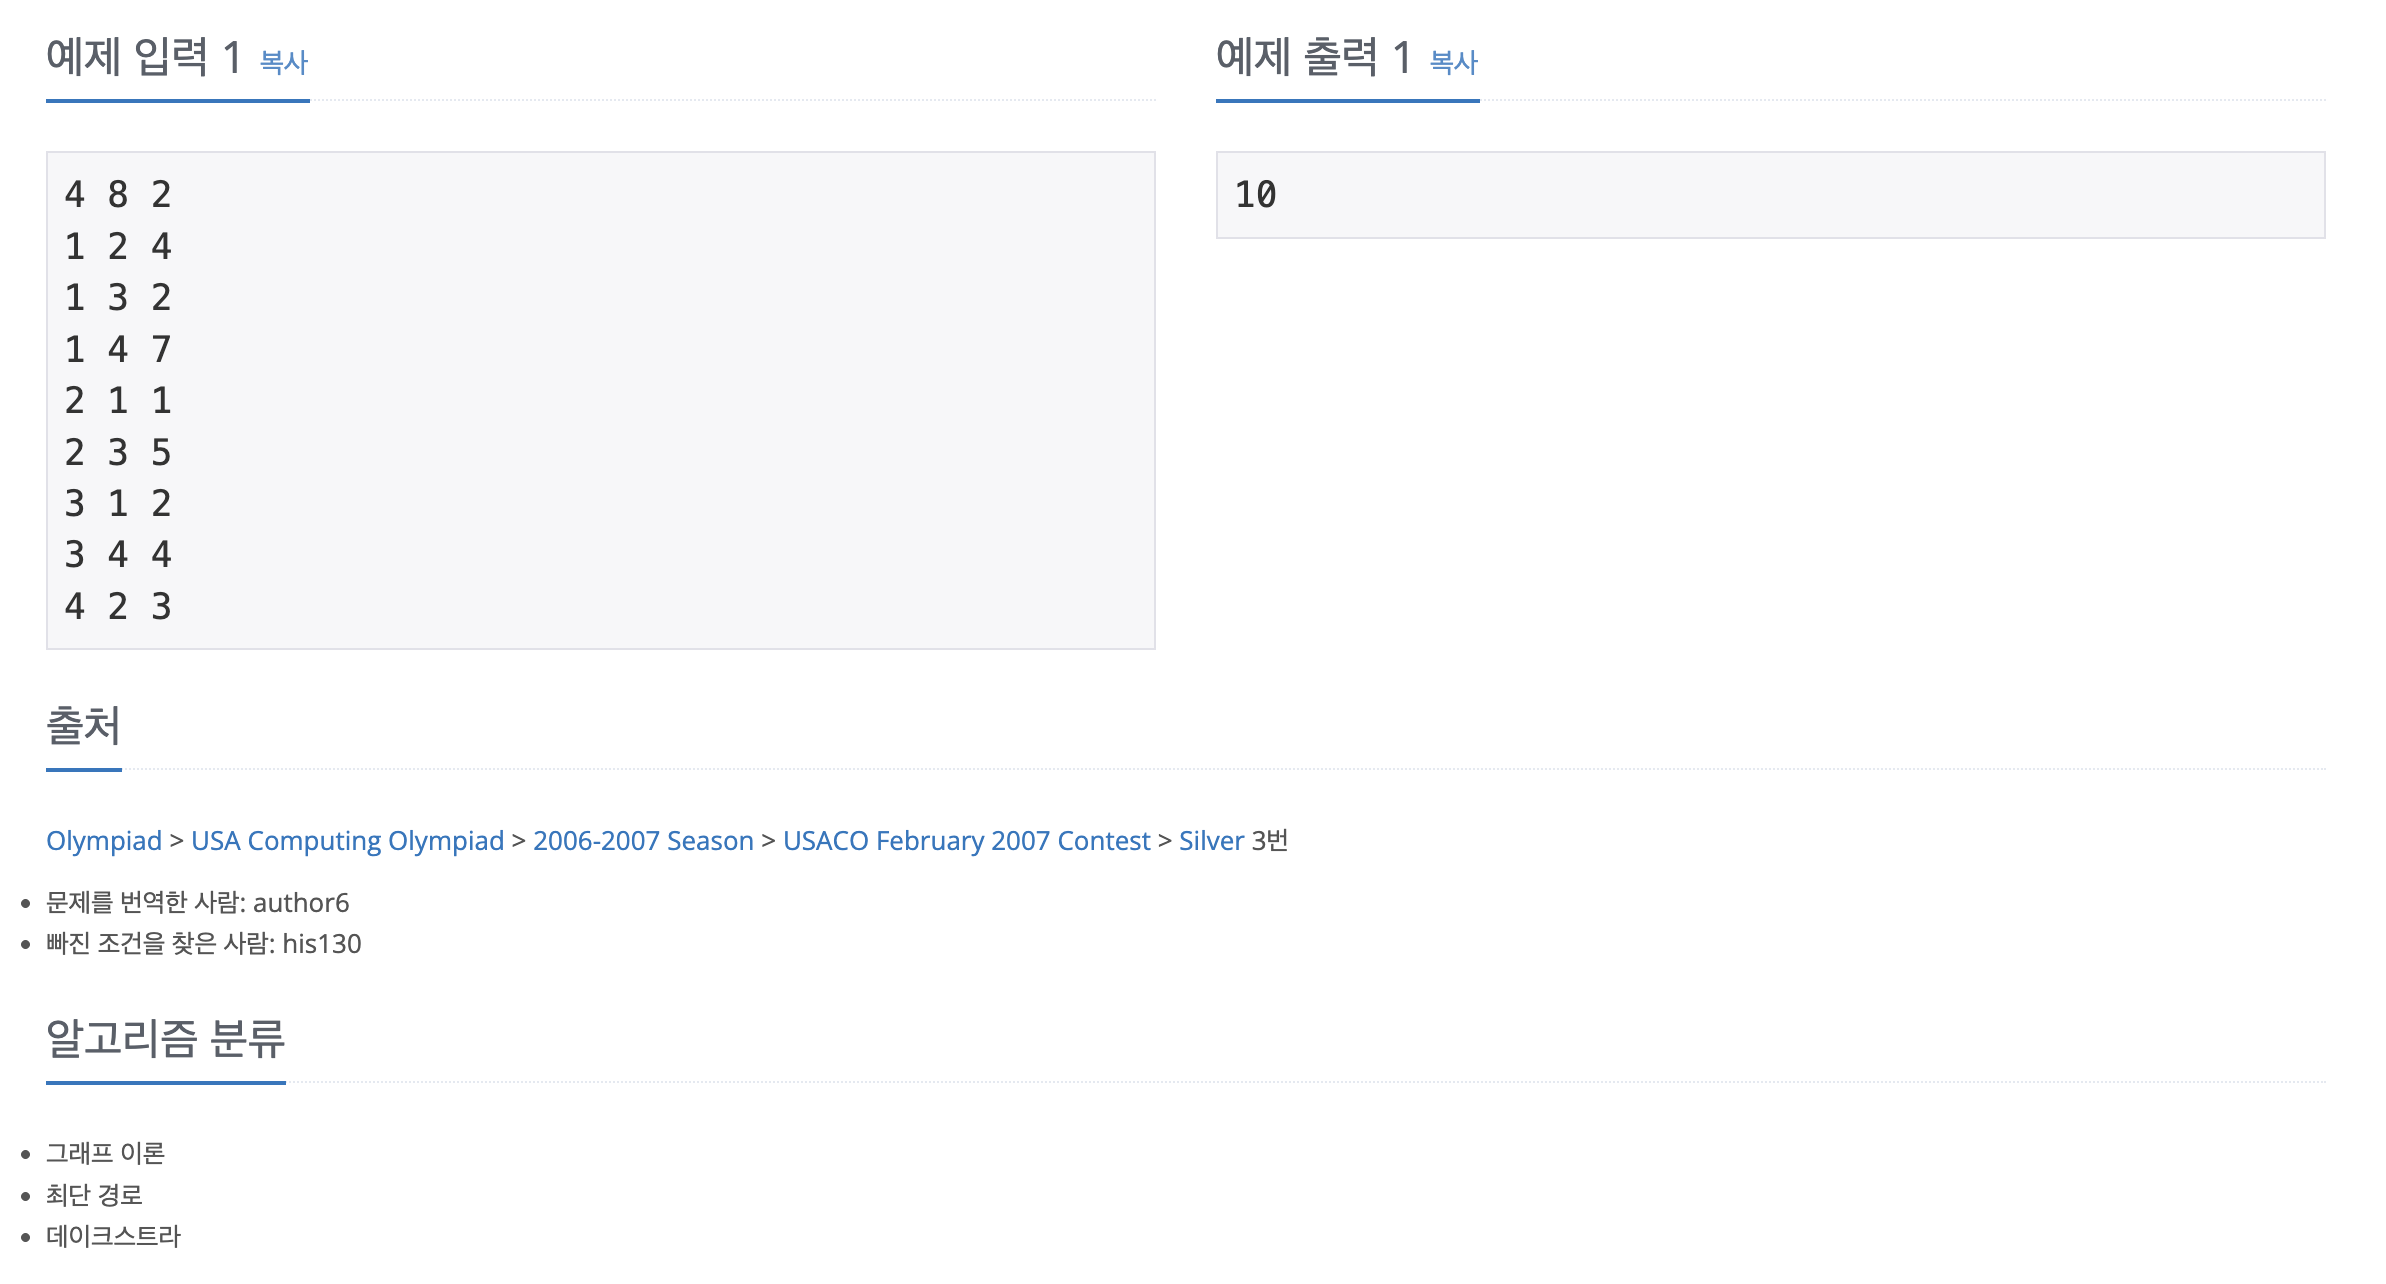 예제 입력 1 복사
4 8 2
1 2 4
1 3 2
1 4 7
2 1 1
2 3 5
3 1 2
3 4 4
4 2 3
예제 출력 1 복사
10
출처
Olympiad > USA Computing Olympiad > 2006-2007 Season > USACO February 2007 Contest > Silver 3번
문제를 번역한 사람: author6
빠진 조건을 찾은 사람: his130
알고리즘 분류
그래프 이론
최단 경로
데이크스트라